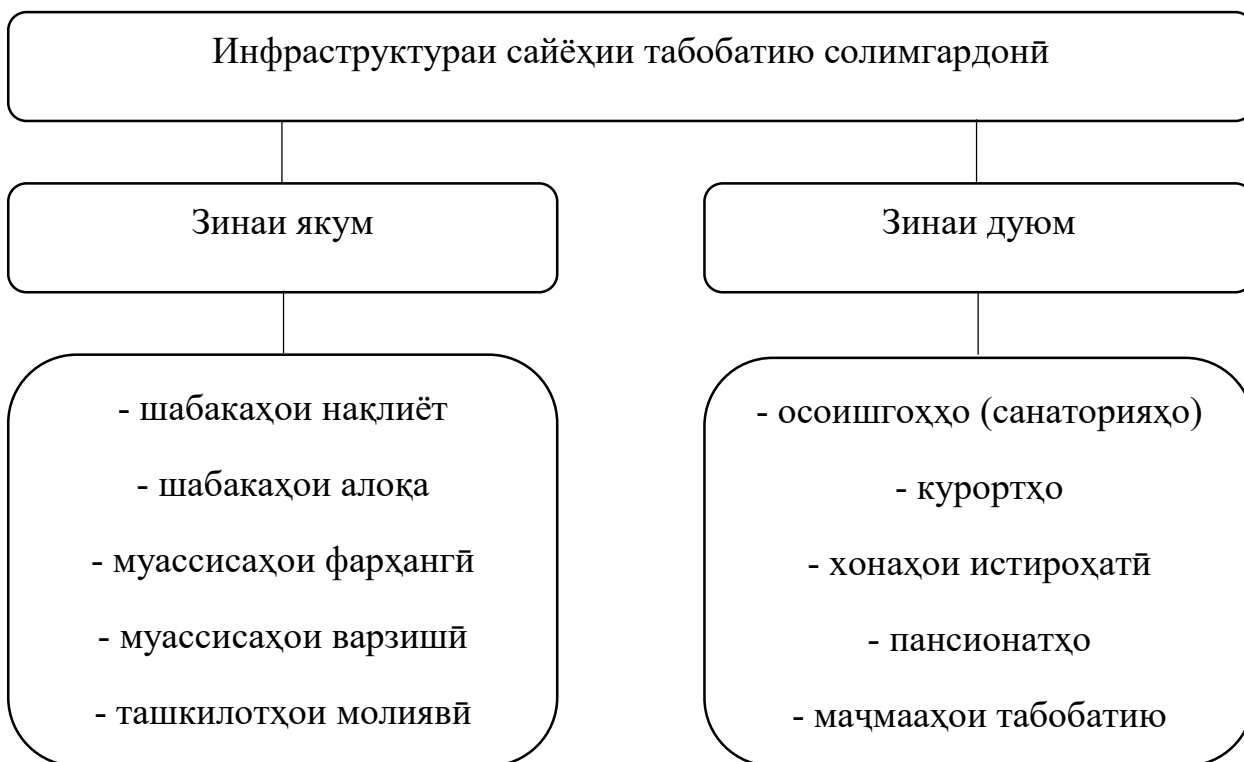 Инфраструктураи сайёҳии табобатию солимгардонӣ
Зинаи якум
Зинаи дуюм
- шабакаҳои нақлиёт
- шабакаҳои алоқа
- муассисаҳои фарҳангӣ
- муассисаҳои варзишӣ
- ташкилотҳои молиявӣ
- осоишгоҳҳо (санаторияҳо)
- курортҳо
- хонаҳои истироҳатӣ
- пансионатҳо
- маҷмааҳои табобатию